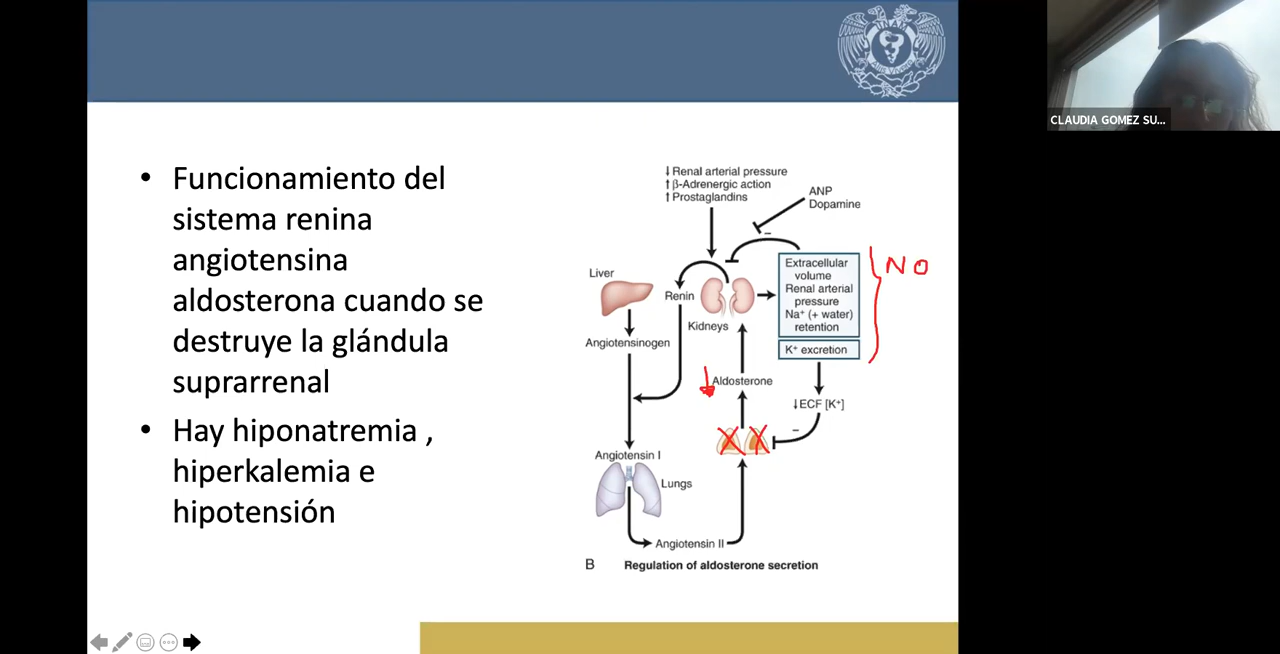 CLAUDIA GOMEZ SU...
• Funcionamiento del
sistema renina
angiotensina
aldosterona cuando se
destruye la glándula
suprarrenal
• Hay hiponatremia ,
hiperkalemia e
hipotensión
↓Renal arterial pressure
↑β-Adrenergic action
↑Prostaglandins
ANP
Dopamine
–
Liver
Renin
Kidneys
Extracellular
volume
Renal arterial
pressure
Na⁺ (+ water)
retention
K⁺ excretion
NO
Angiotensinogen
↓
Aldosterone
↓ECF [K⁺]
–
X X
Angiotensin I
Lungs
Angiotensin II
B Regulation of aldosterone secretion